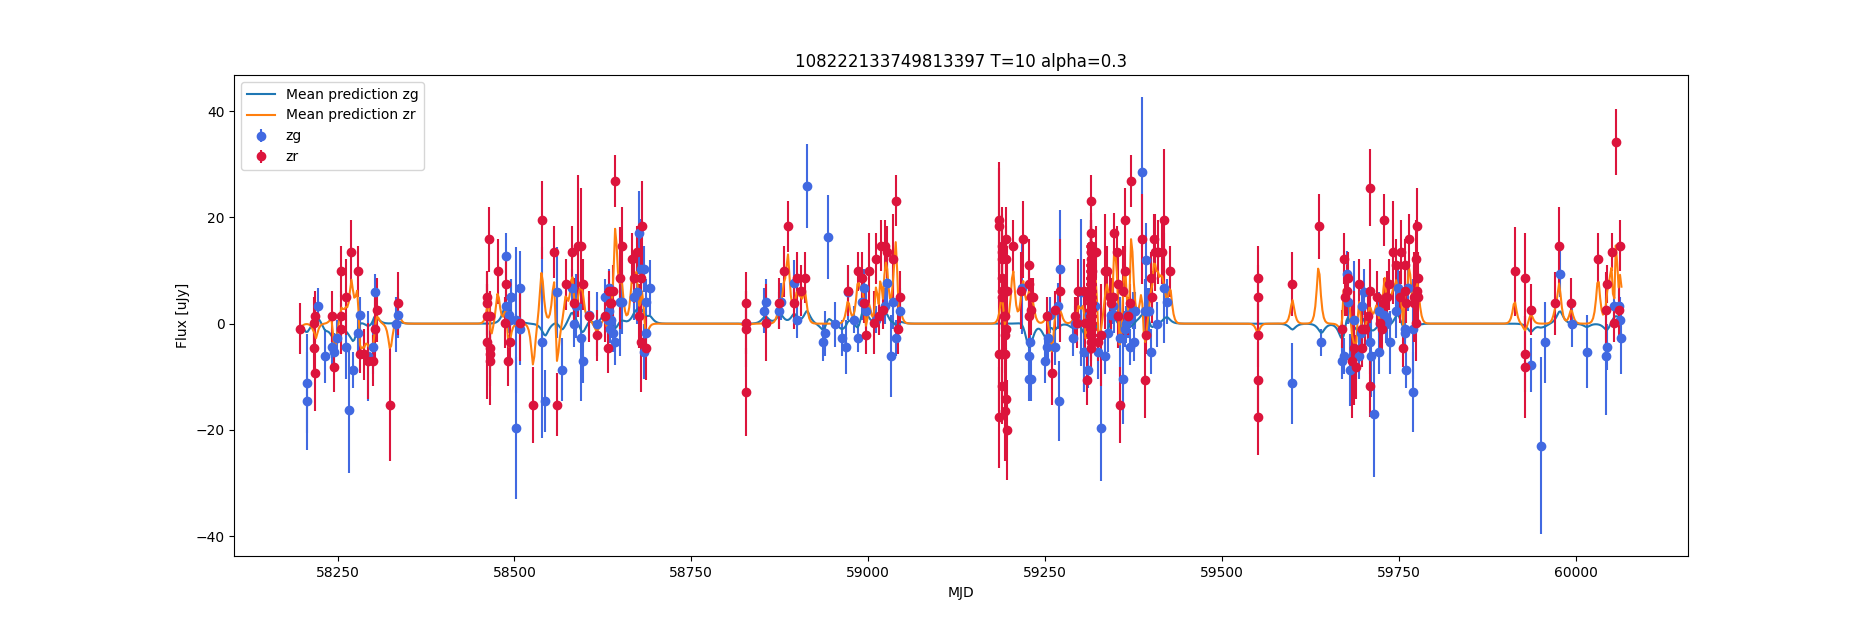 108222133749813397 T=10 alpha=0.3
Mean prediction zg
Mean prediction zr
zg
zr
Flux [uJy]
40
20
0
−20
−40
58250 58500 58750 59000 59250 59500 59750 60000
MJD